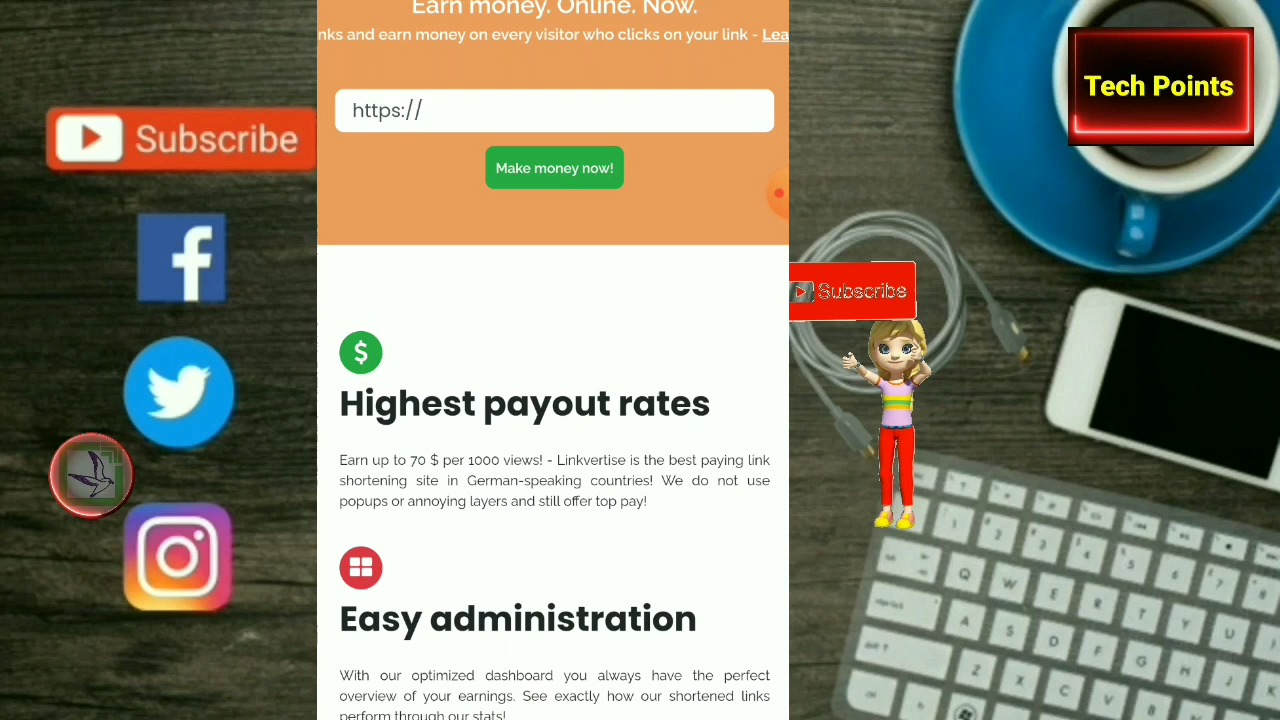 Earn money. Online. Now.
nks and earn money on every visitor who clicks on your link - Lea
https://
Make money now!
Highest payout rates
Earn up to 70 $ per 1000 views! - Linkvertise is the best paying link
shortening site in German-speaking countries! We do not use
popups or annoying layers and still offer top pay!
Easy administration
With our optimized dashboard you always have the perfect
overview of your earnings. See exactly how our shortened links
perform through our stats!
Subscribe
Tech Points
Subscribe
Q W E R T Y U
A S D F G H J
Z X C V B